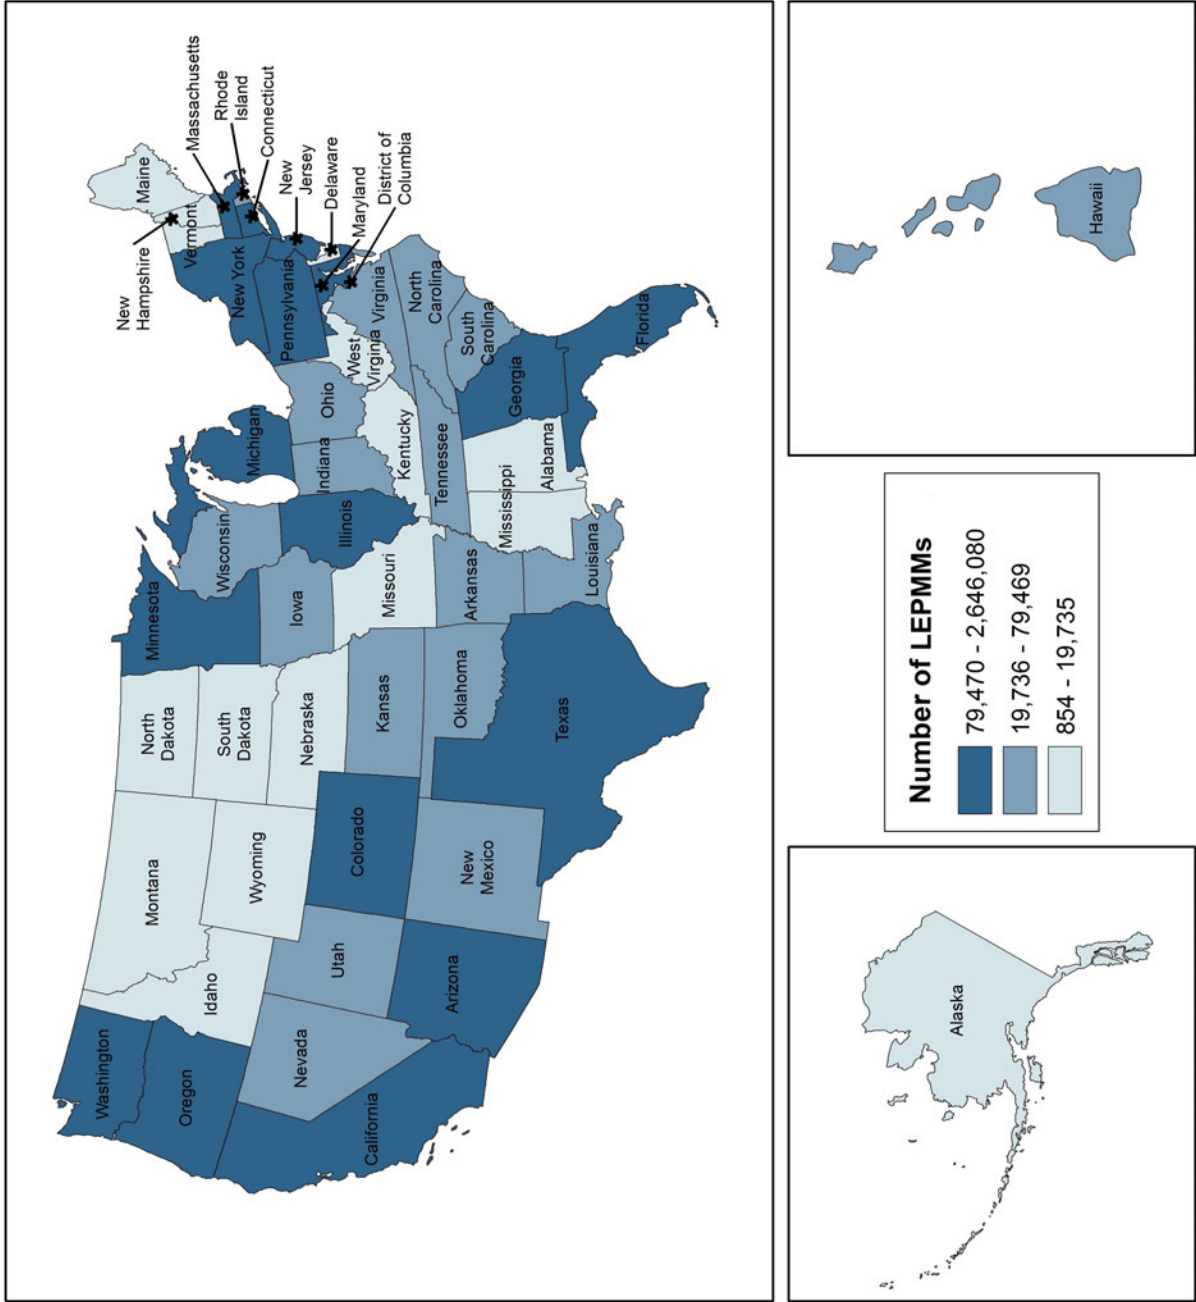 Washington
Oregon
California
Nevada
Idaho
Montana
Wyoming
Utah
Arizona
Colorado
New
Mexico
North
Dakota
South
Dakota
Nebraska
Kansas
Oklahoma
Texas
Minnesota
Iowa
Missouri
Arkansas
Louisiana
Wisconsin
Illinois
Michigan
Indiana
Ohio
Kentucky
Tennessee
Mississippi
Alabama
Georgia
Florida
South
Carolina
North
Carolina
Virginia
West
Virginia
Pennsylvania
New York
Vermont
New
Hampshire
Maine
Massachusetts
Rhode
Island
Connecticut
New
Jersey
Delaware
Maryland
District of
Columbia
Alaska
Number of LEPMMs
79,470 - 2,646,080
19,736 - 79,469
854 - 19,735
Hawaii